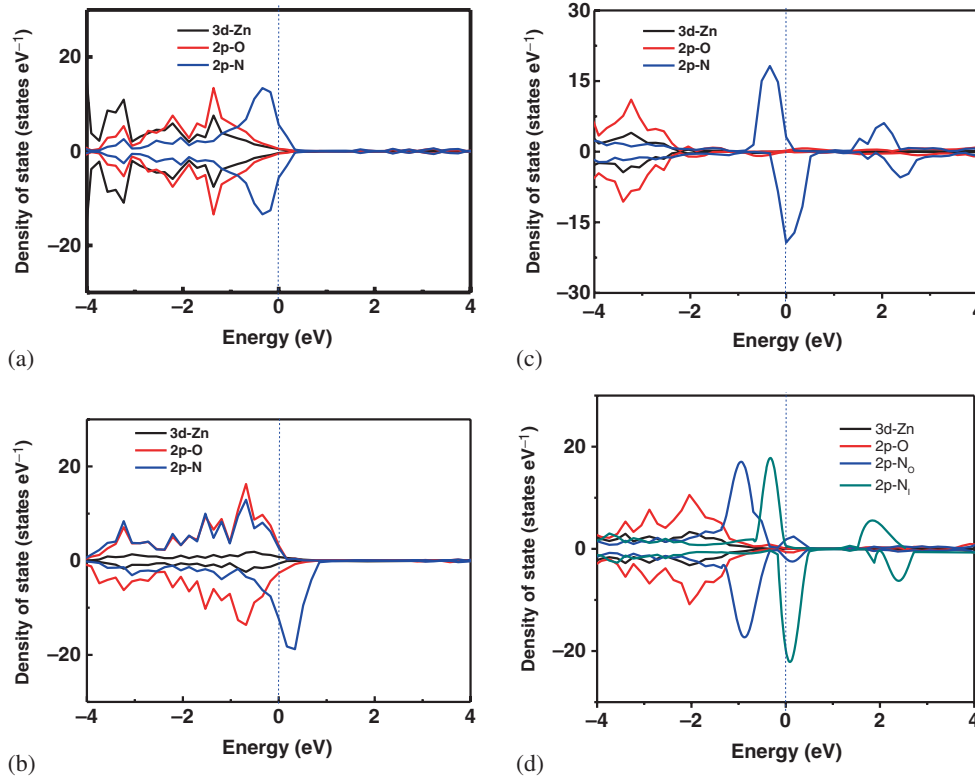 3d-Zn
2p-O
2p-N
20
0
−20
Density of state (states eV⁻¹)
−4
−2
0
2
4
Energy (eV)
(a)
3d-Zn
2p-O
2p-N
30
15
0
−15
−30
Density of state (states eV⁻¹)
−4
−2
0
2
4
Energy (eV)
(c)
3d-Zn
2p-O
2p-N
20
0
−20
Density of state (states eV⁻¹)
−4
−2
0
2
4
Energy (eV)
(b)
3d-Zn
2p-O
2p-N_O
2p-N_I
20
0
−20
Density of state (states eV⁻¹)
−4
−2
0
2
4
Energy (eV)
(d)